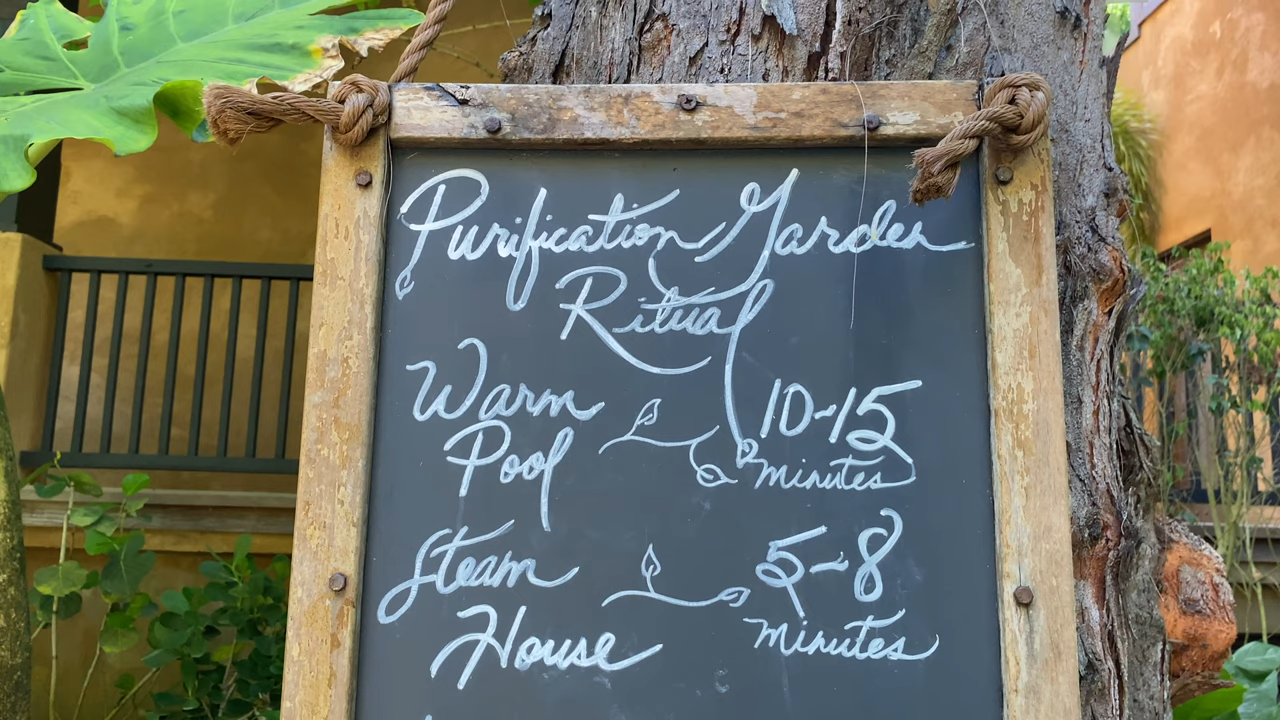 Purification Garden
Ritual
Warm 10-15
Pool minutes
Steam 5-8
House minutes